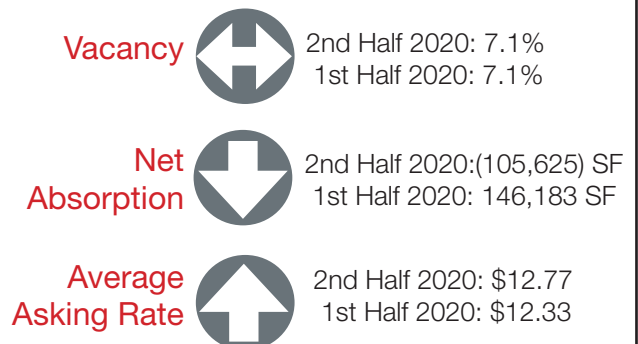 Vacancy
2nd Half 2020: 7.1%
1st Half 2020: 7.1%
Net
Absorption
2nd Half 2020:(105,625) SF
1st Half 2020: 146,183 SF
Average
Asking Rate
2nd Half 2020: $12.77
1st Half 2020: $12.33